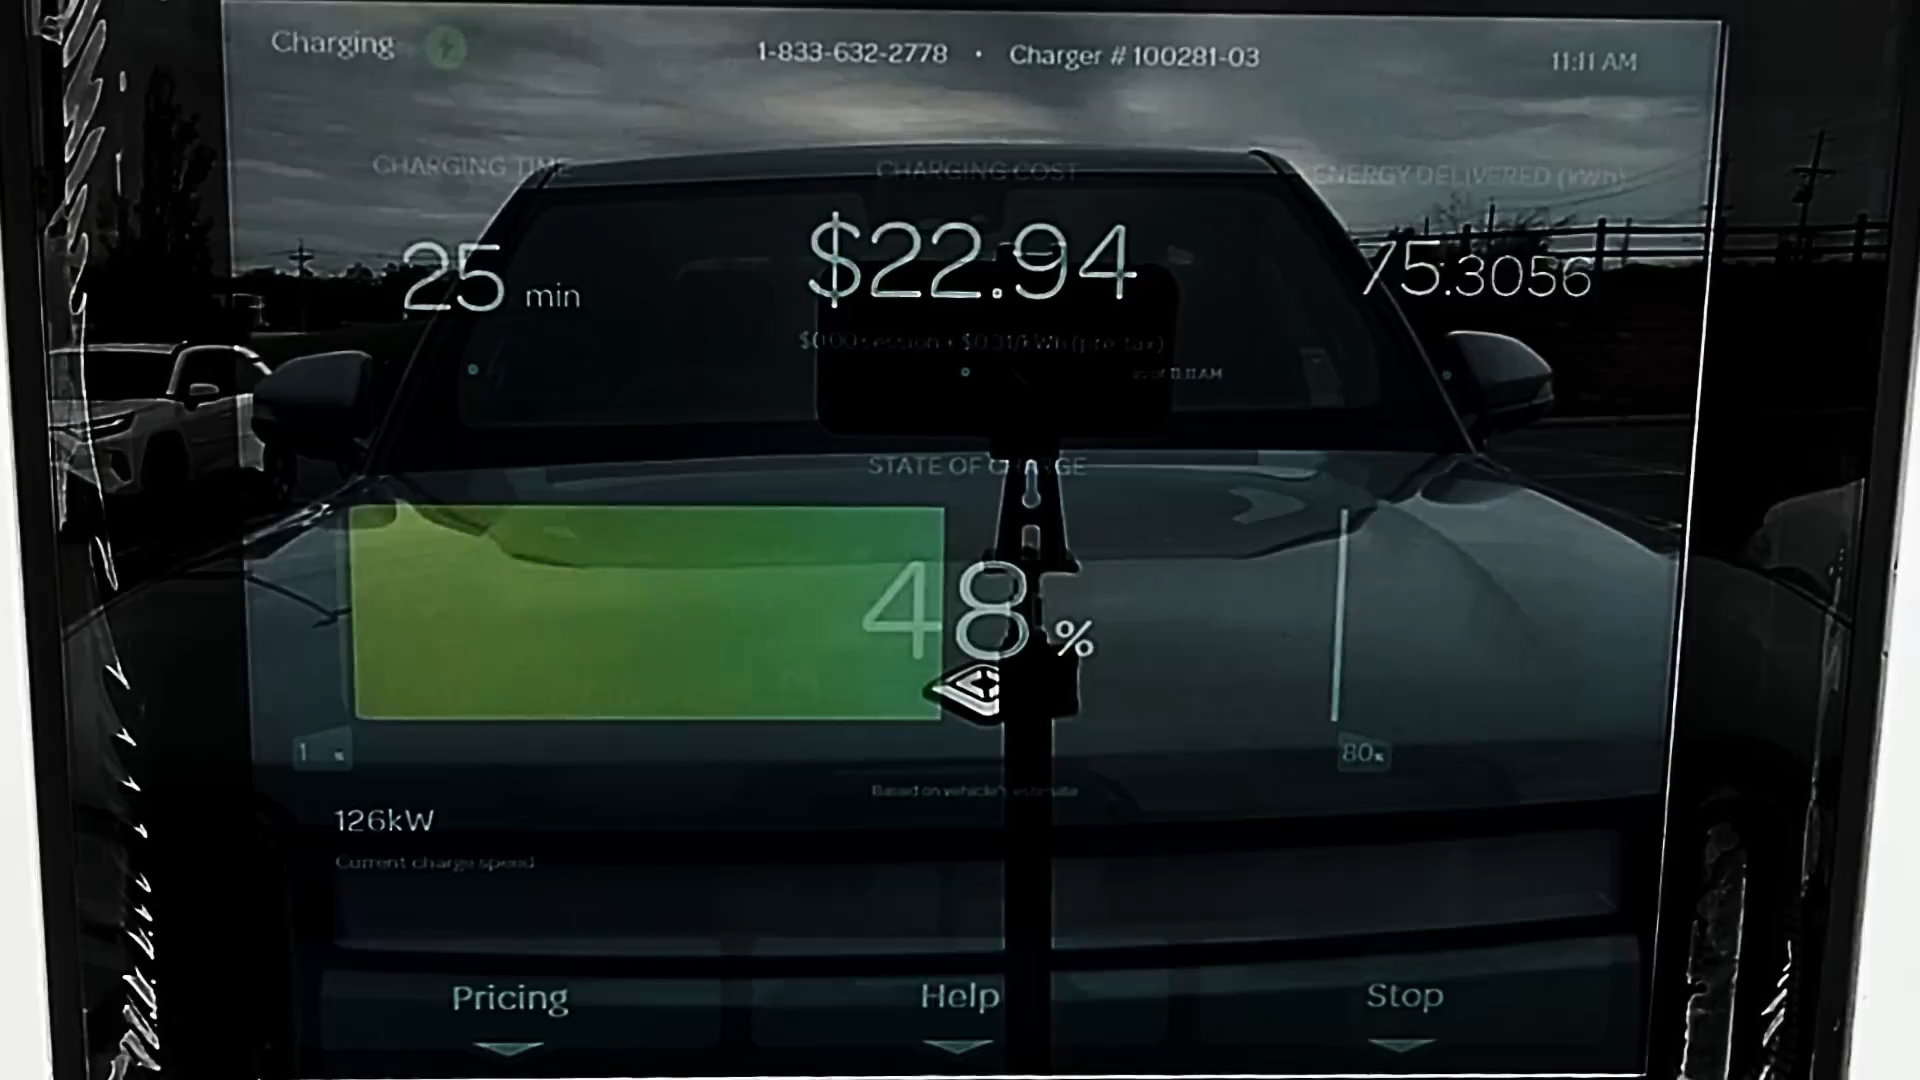 Charging
1-833-632-2778 • Charger # 100281-03
11:11 AM
CHARGING TIME
CHARGING COST
ENERGY DELIVERED (kWh)
25 min
$22.94
75.3056
$0.00 session + $0.31/kWh (pre-tax)
as of 11:11 AM
STATE OF CHARGE
48 %
1 %
80%
Based on vehicle's estimate
126kW
Current charge speed
Pricing
Help
Stop